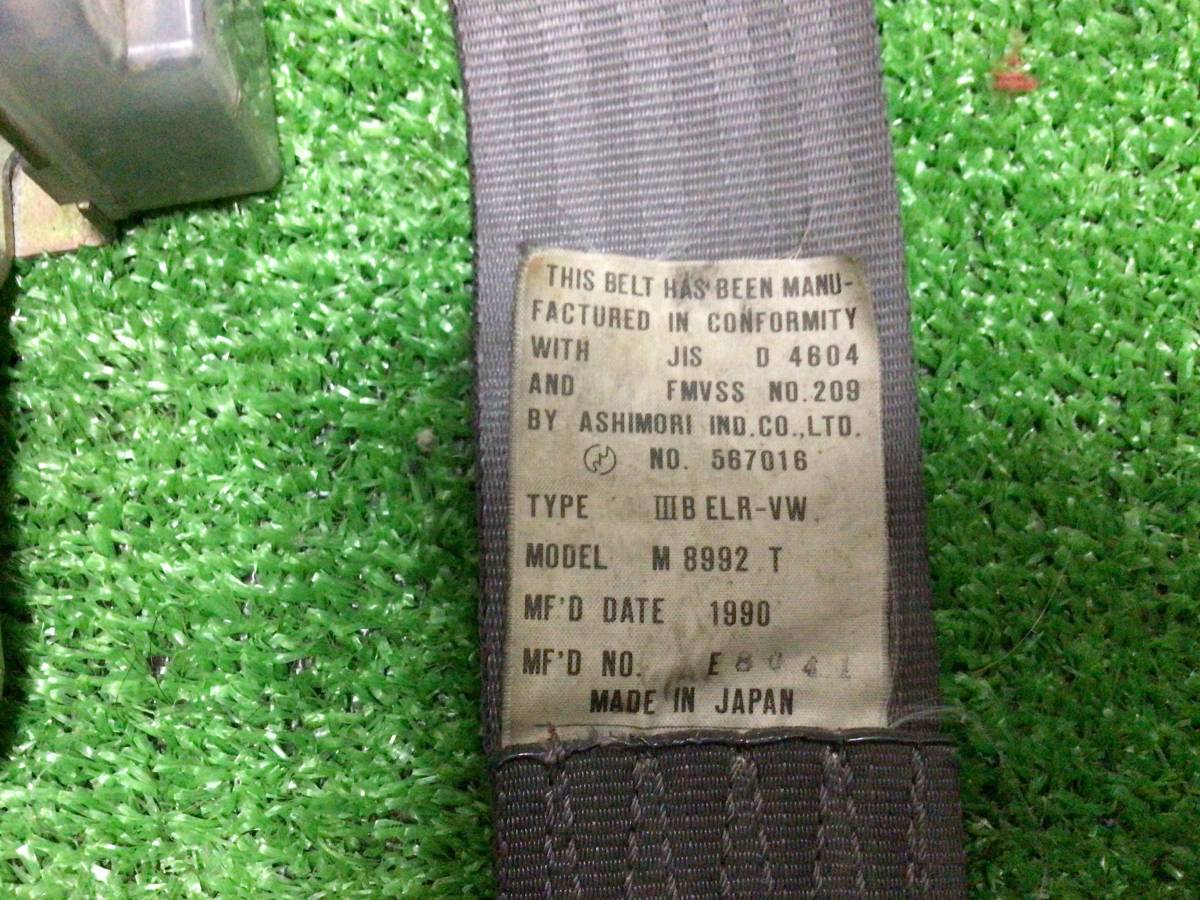 THIS BELT HAS BEEN MANU-
FACTURED IN CONFORMITY
WITH JIS D 4604
AND FMVSS NO.209
BY ASHIMORI IND.CO.,LTD.
NO. 567016
TYPE ⅢB ELR-VW
MODEL M 8992 T
MF'D DATE 1990
MF'D NO.
MADE IN JAPAN